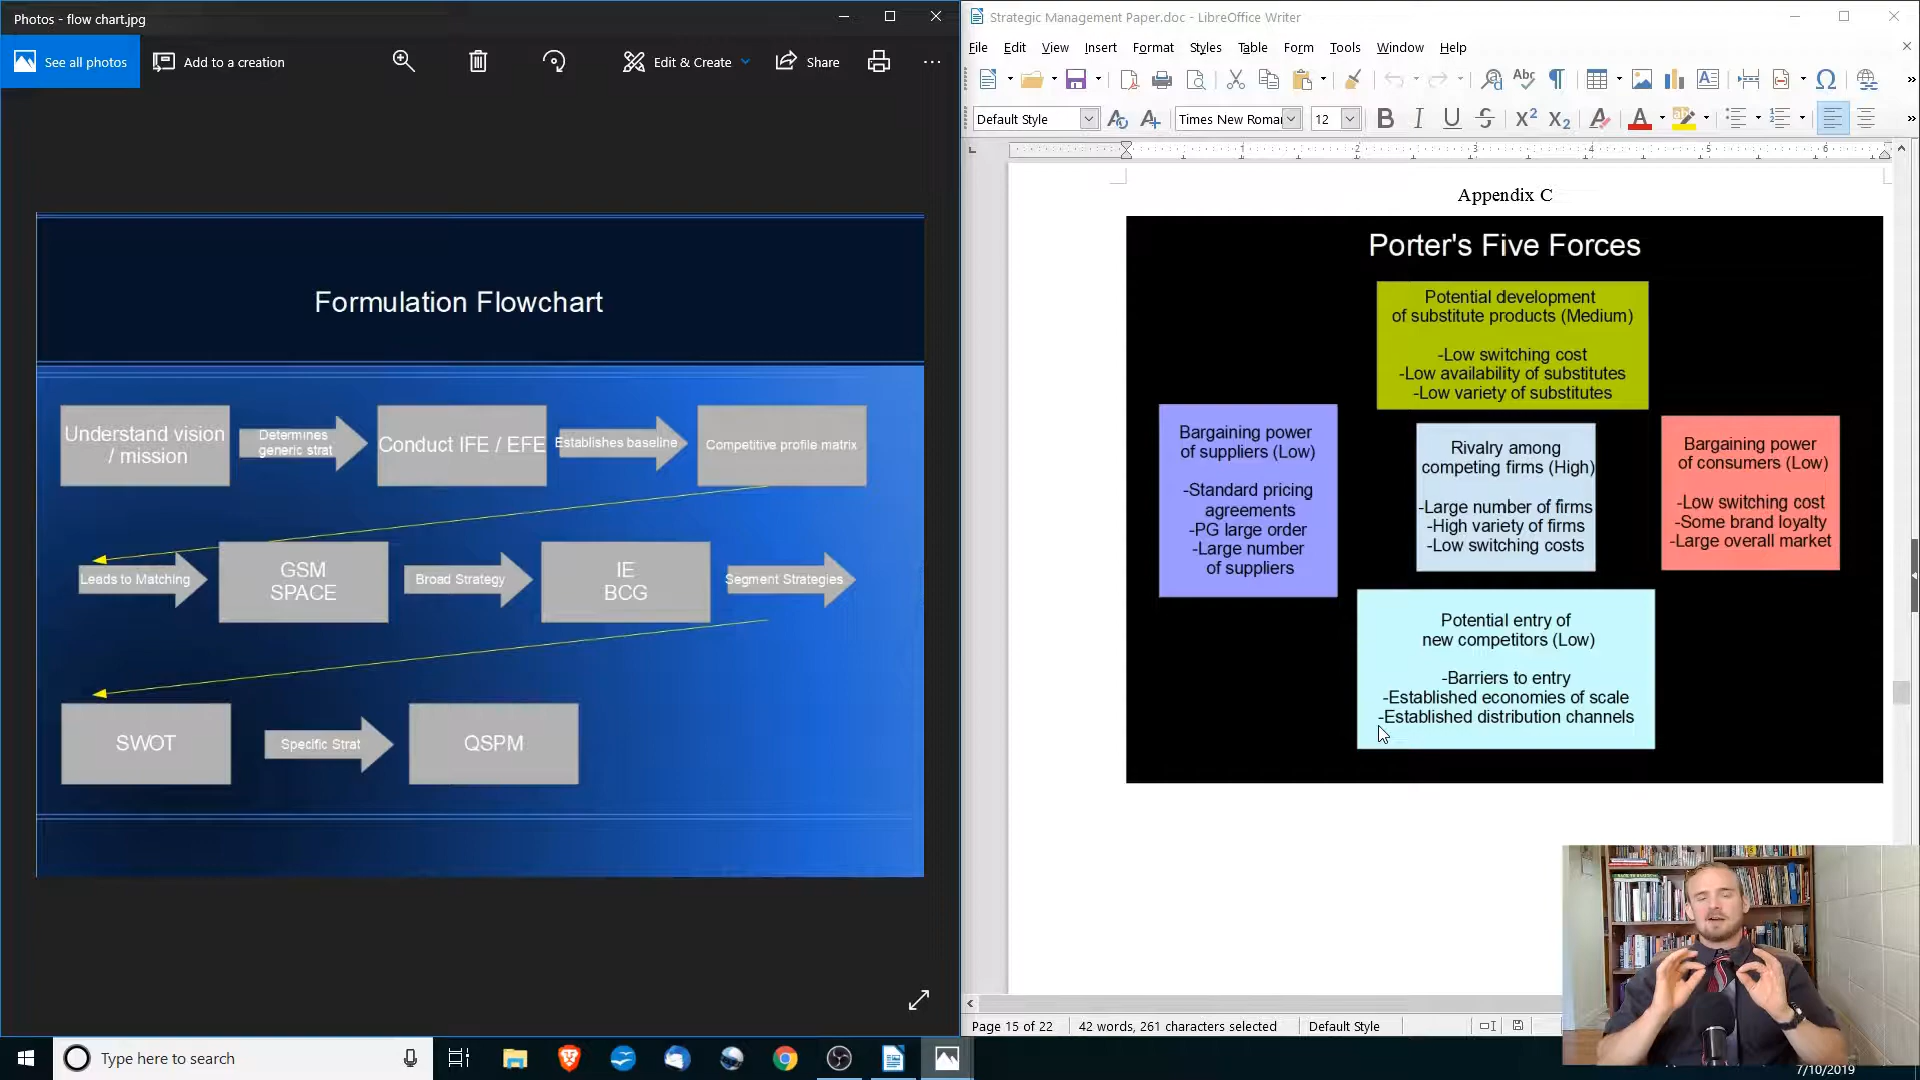 Photos - flow chart.jpg
See all photos
Add to a creation
Edit & Create
Share
Formulation Flowchart
Understand vision
/ mission
Determines
generic strat
Conduct IFE / EFE
Establishes baseline
Competitive profile matrix
Leads to Matching
GSM
SPACE
Broad Strategy
IE
BCG
Segment Strategies
SWOT
Specific Strat
QSPM
Strategic Management Paper.doc - LibreOffice Writer
File Edit View Insert Format Styles Table Form Tools Window Help
Default Style
Times New Roma
12
1 2 3 4 5 6
Appendix C
Porter's Five Forces
Potential development
of substitute products (Medium)
-Low switching cost
-Low availability of substitutes
-Low variety of substitutes
Bargaining power
of suppliers (Low)
-Standard pricing
agreements
-PG large order
-Large number
of suppliers
Rivalry among
competing firms (High)
-Large number of firms
-High variety of firms
-Low switching costs
Bargaining power
of consumers (Low)
-Low switching cost
-Some brand loyalty
-Large overall market
Potential entry of
new competitors (Low)
-Barriers to entry
-Established economies of scale
-Established distribution channels
Page 15 of 22
42 words, 261 characters selected
Default Style
Type here to search
7/10/2019